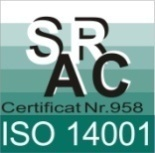 SR
AC
Certificat Nr.958
ISO 14001